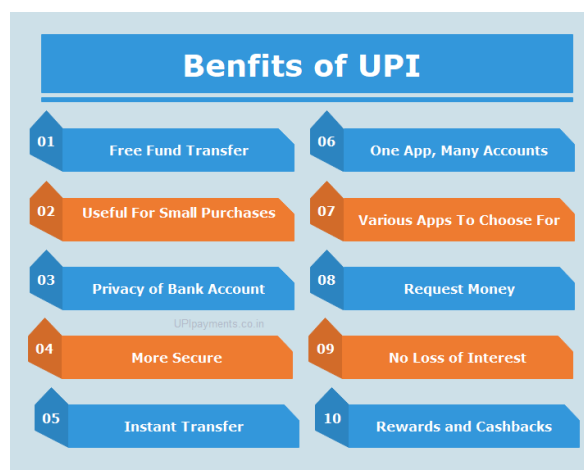 Benfits of UPI
01 Free Fund Transfer
02 Useful For Small Purchases
03 Privacy of Bank Account
UPIpayments.co.in
04 More Secure
05 Instant Transfer
06 One App, Many Accounts
07 Various Apps To Choose For
08 Request Money
09 No Loss of Interest
10 Rewards and Cashbacks